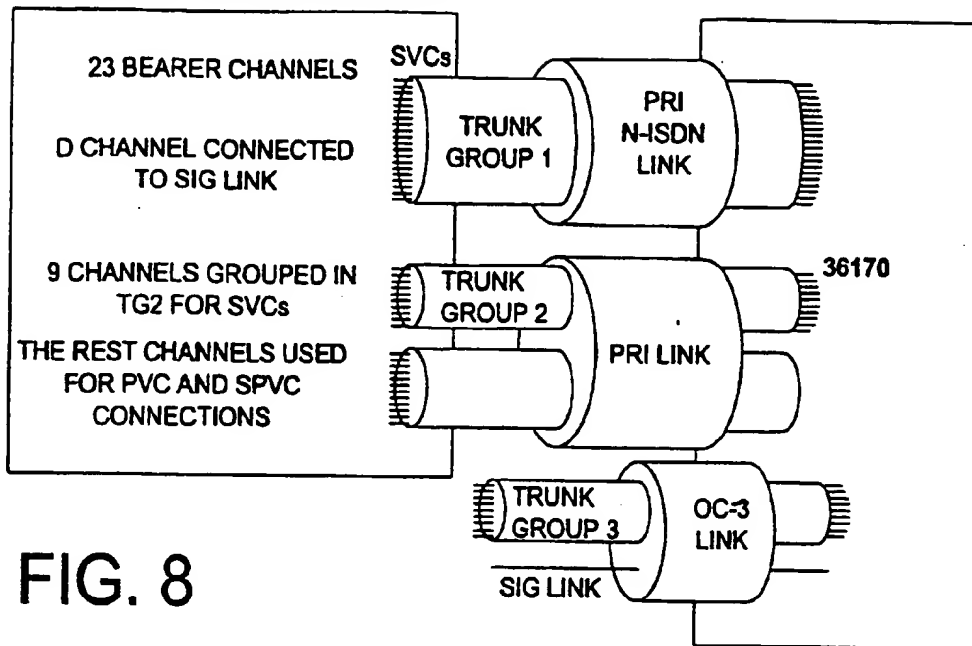 23 BEARER CHANNELS
SVCs
D CHANNEL CONNECTED
TO SIG LINK
TRUNK
GROUP 1
PRI
N-ISDN
LINK
9 CHANNELS GROUPED IN
TG2 FOR SVCs
TRUNK
GROUP 2
36170
THE REST CHANNELS USED
FOR PVC AND SPVC
CONNECTIONS
PRI LINK
TRUNK
GROUP 3
OC-3
LINK
SIG LINK
FIG. 8